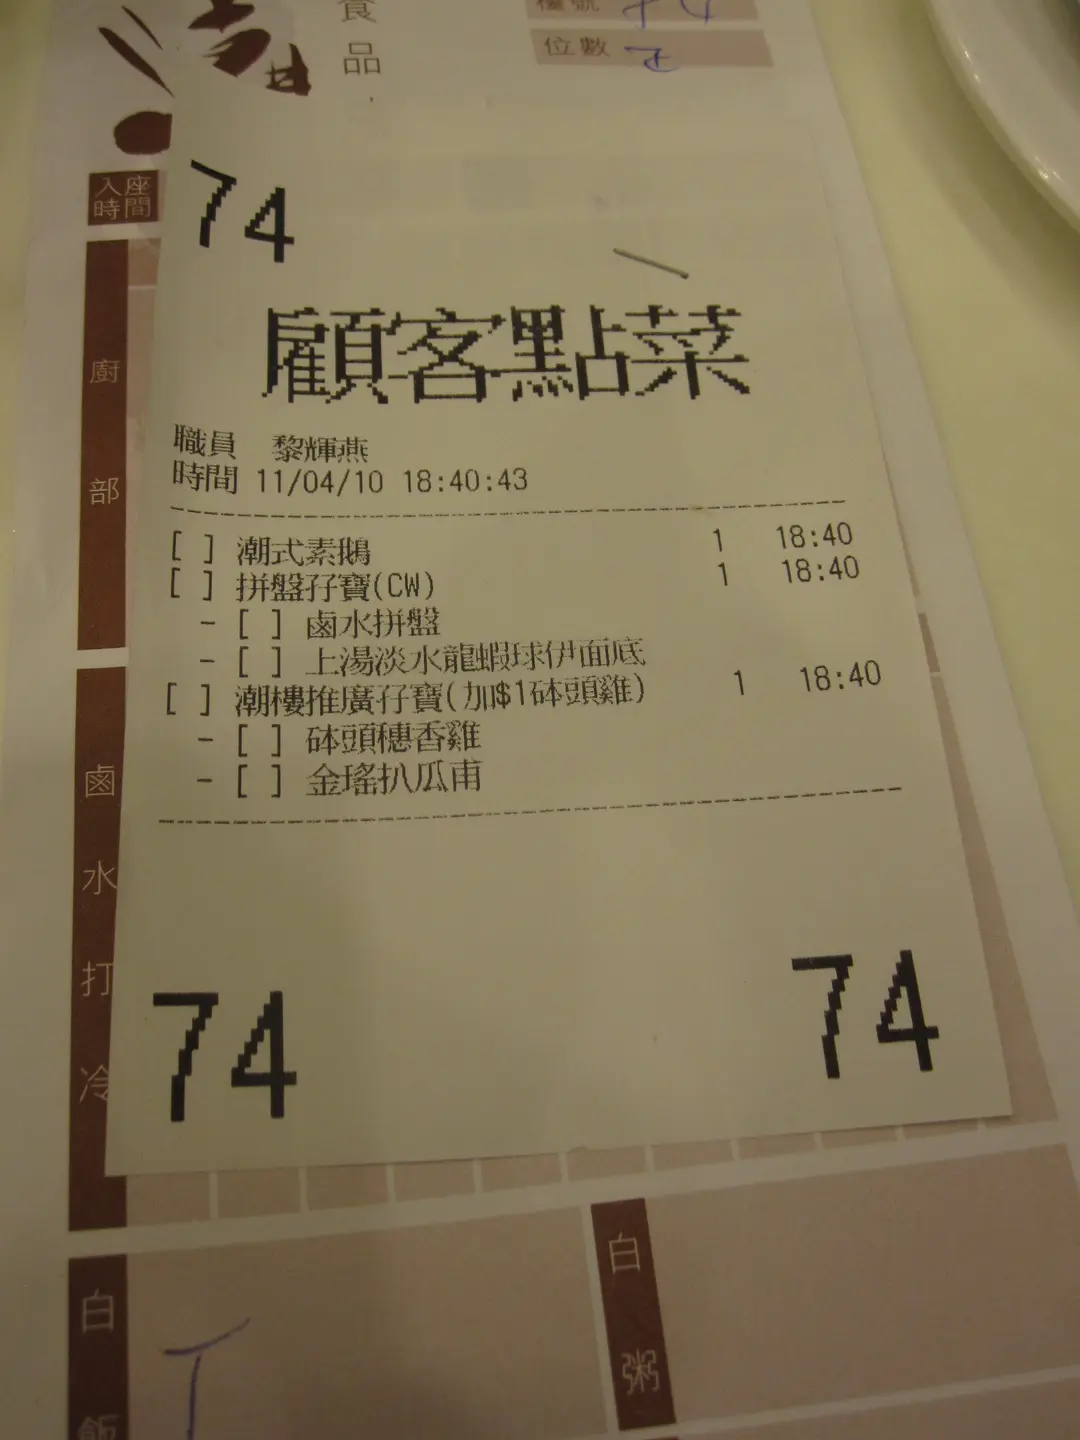 食
品
檯號 74
位數
入座
時間
74
顧客點菜
職員 黎輝燕
時間 11/04/10 18:40:43
[ ] 潮式素鵝 1 18:40
[ ] 拼盤孖寶(CW) 1 18:40
- [ ] 鹵水拼盤
- [ ] 上湯淡水龍蝦球伊面底
[ ] 潮樓推廣孖寶(加$1砵頭雞) 1 18:40
- [ ] 砵頭穗香雞
- [ ] 金瑤扒瓜甫
74 74
廚部
鹵水打冷
白飯
白粥